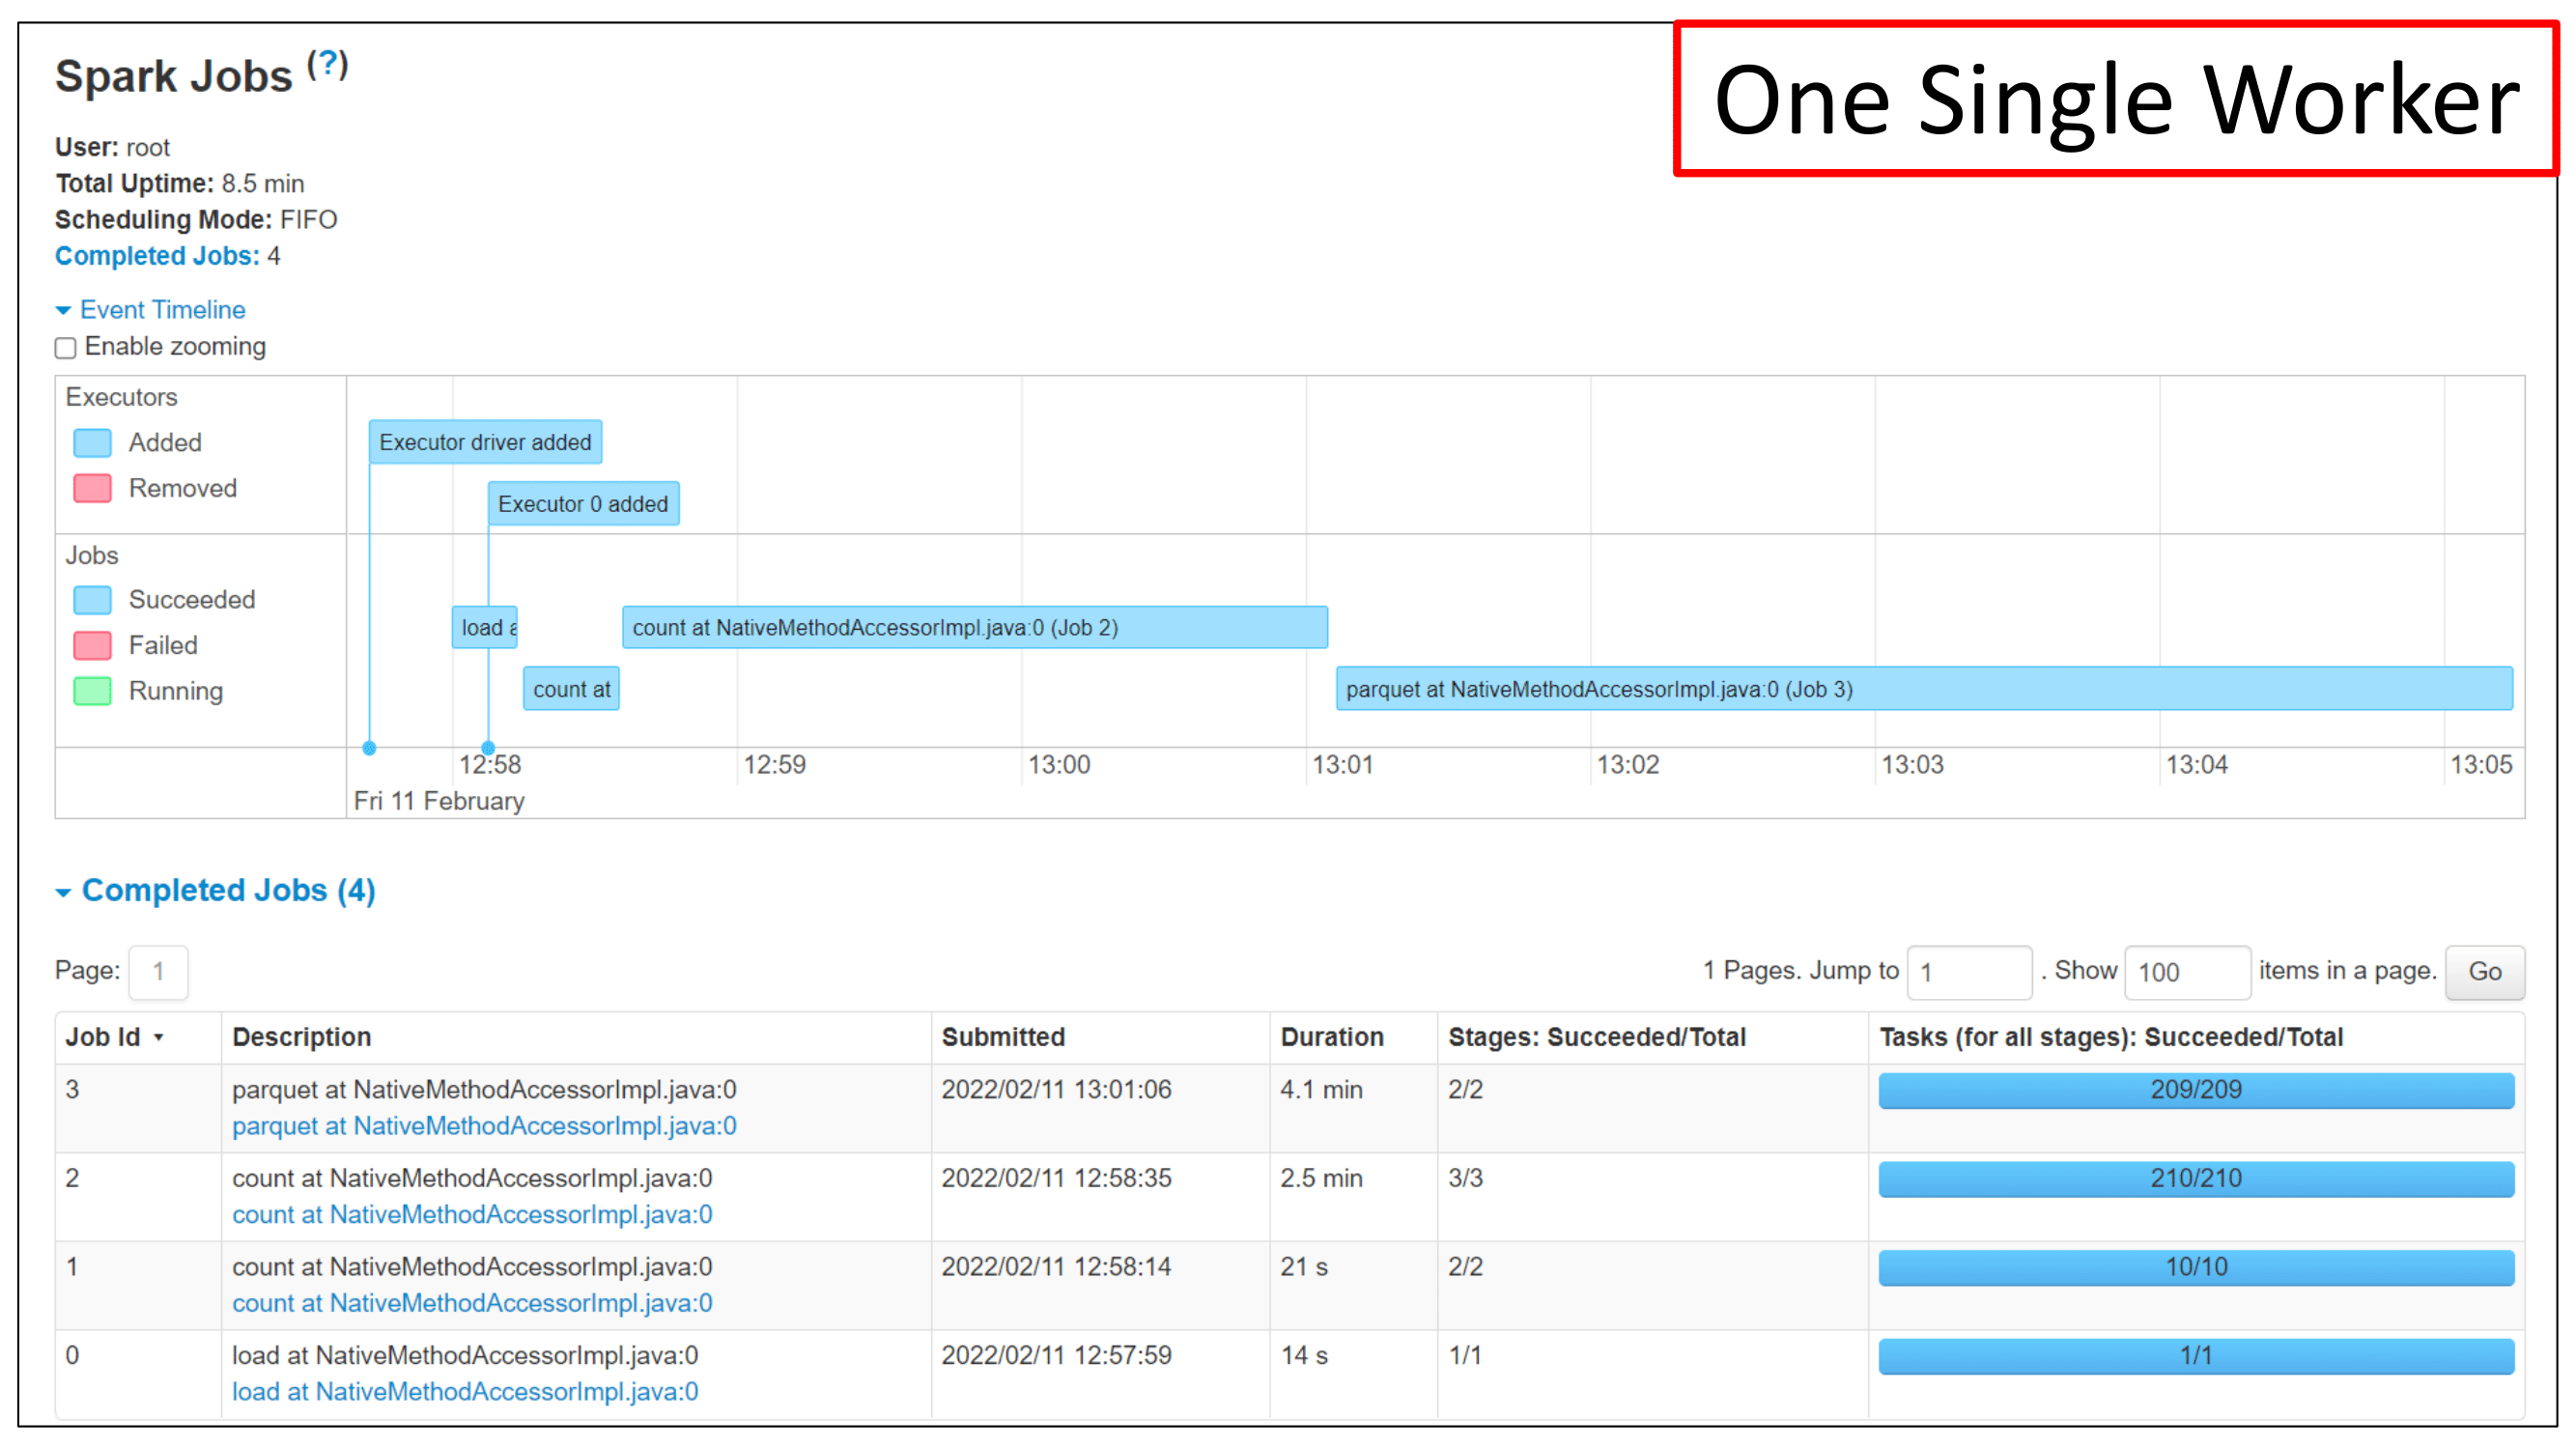 Spark Jobs (?)
One Single Worker
User: root
Total Uptime: 8.5 min
Scheduling Mode: FIFO
Completed Jobs: 4
Event Timeline
Enable zooming
Executors
Added
Removed
Executor driver added
Executor 0 added
Jobs
Succeeded
Failed
Running
load a
count at NativeMethodAccessorImpl.java:0 (Job 2)
count at
parquet at NativeMethodAccessorImpl.java:0 (Job 3)
12:58 12:59 13:00 13:01 13:02 13:03 13:04 13:05
Fri 11 February
Completed Jobs (4)
Page: 1 1 Pages. Jump to 1 . Show 100 items in a page. Go
Job Id Description Submitted Duration Stages: Succeeded/Total Tasks (for all stages): Succeeded/Total
3 parquet at NativeMethodAccessorImpl.java:0 2022/02/11 13:01:06 4.1 min 2/2 209/209
parquet at NativeMethodAccessorImpl.java:0
2 count at NativeMethodAccessorImpl.java:0 2022/02/11 12:58:35 2.5 min 3/3 210/210
count at NativeMethodAccessorImpl.java:0
1 count at NativeMethodAccessorImpl.java:0 2022/02/11 12:58:14 21 s 2/2 10/10
count at NativeMethodAccessorImpl.java:0
0 load at NativeMethodAccessorImpl.java:0 2022/02/11 12:57:59 14 s 1/1 1/1
load at NativeMethodAccessorImpl.java:0